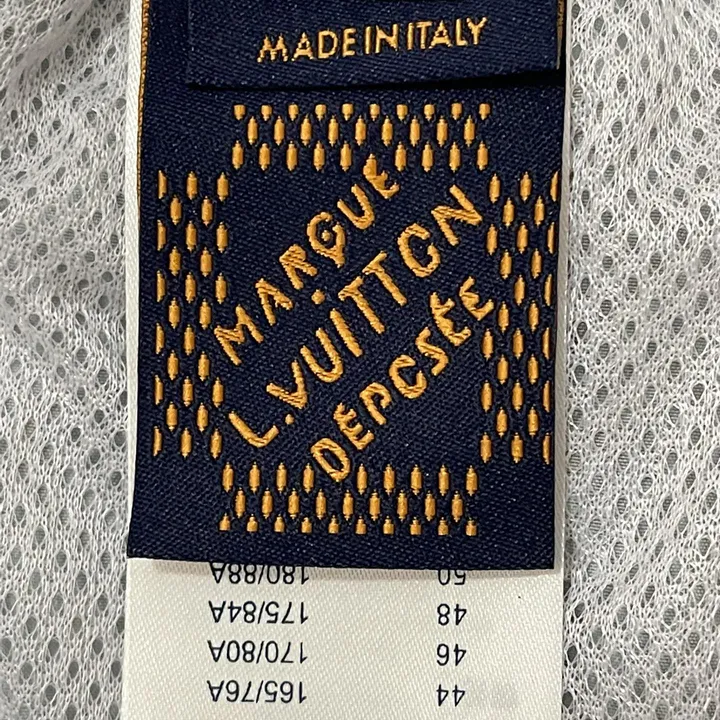 MADE IN ITALY
MARQUE
L.VUITTON
DÉPOSÉE
44 165/76A
46 170/80A
48 175/84A
50 180/88A